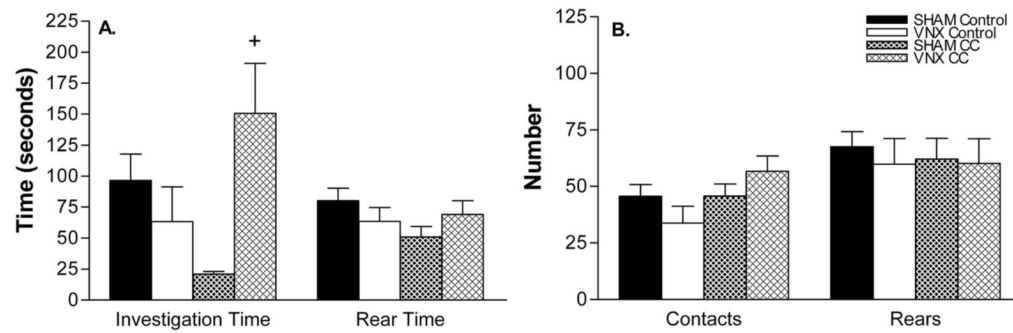 A.
Time (seconds)
225
200
175
150
125
100
75
50
25
0
+
Investigation Time
Rear Time
B.
Number
125
100
75
50
25
0
SHAM Control
VNX Control
SHAM CC
VNX CC
Contacts
Rears